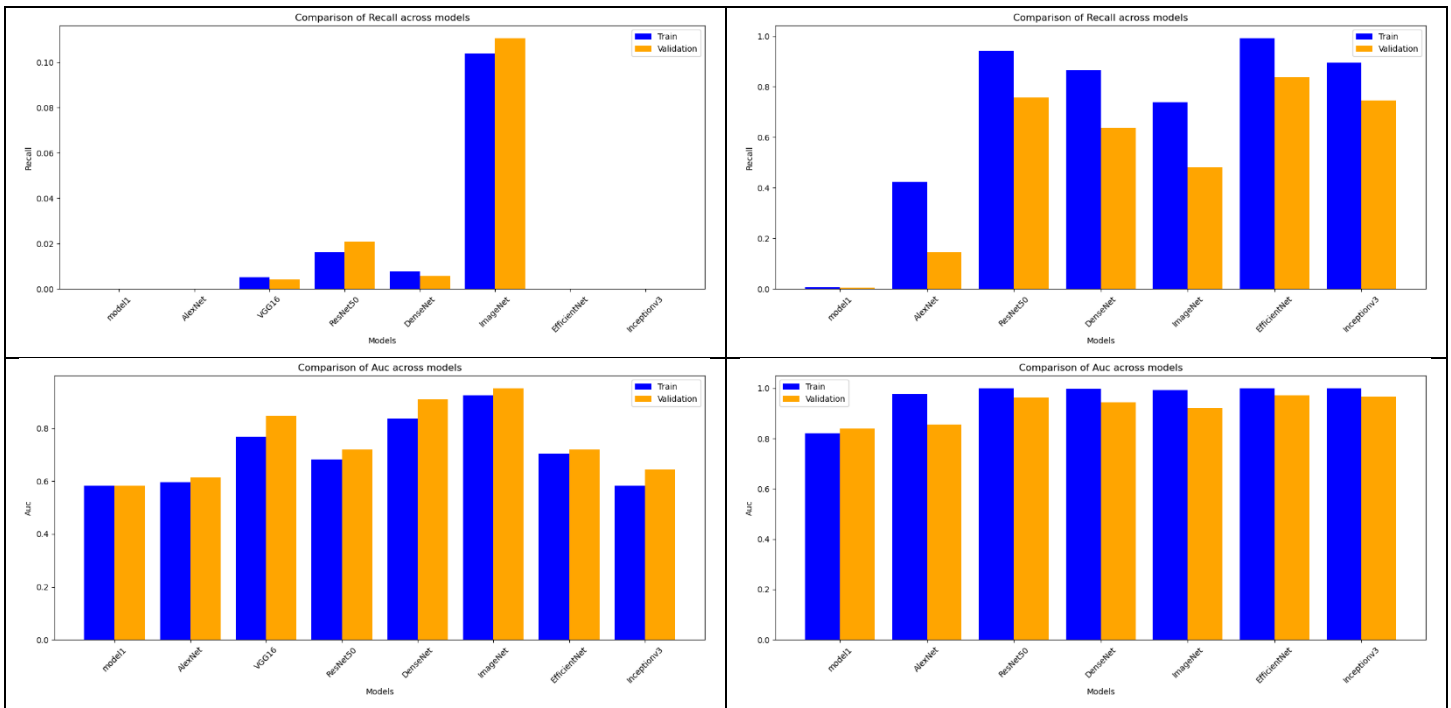 Comparison of Recall across models
Train
Validation
0.10
0.08
0.06
0.04
0.02
0.00
Recall
model1
AlexNet
VGG16
ResNet50
DenseNet
ImageNet
EfficientNet
Inceptionv3
Models
Comparison of Recall across models
Train
Validation
1.0
0.8
0.6
0.4
0.2
0.0
Recall
model1
AlexNet
ResNet50
DenseNet
ImageNet
EfficientNet
Inceptionv3
Models
Comparison of Auc across models
Train
Validation
0.8
0.6
0.4
0.2
0.0
Auc
model1
AlexNet
VGG16
ResNet50
DenseNet
ImageNet
EfficientNet
Inceptionv3
Models
Comparison of Auc across models
Train
Validation
1.0
0.8
0.6
0.4
0.2
0.0
Auc
model1
AlexNet
ResNet50
DenseNet
ImageNet
EfficientNet
Inceptionv3
Models